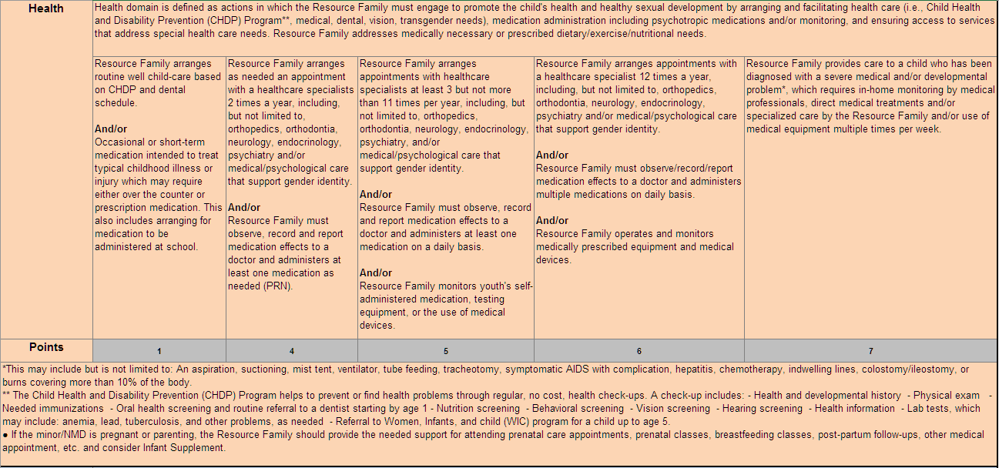 Health
Health domain is defined as actions in which the Resource Family must engage to promote the child's health and healthy sexual development by arranging and facilitating health care (i.e., Child Health
and Disability Prevention (CHDP) Program**, medical, dental, vision, transgender needs), medication administration including psychotropic medications and/or monitoring, and ensuring access to services
that address special health care needs. Resource Family addresses medically necessary or prescribed dietary/exercise/nutritional needs.
Resource Family arranges
routine well child-care based
on CHDP and dental
schedule.
And/or
Occasional or short-term
medication intended to treat
typical childhood illness or
injury which may require
either over the counter or
prescription medication. This
also includes arranging for
medication to be
administered at school.
Resource Family arranges
as needed an appointment
with a healthcare specialists
2 times a year, including,
but not limited to,
orthopedics, orthodontia,
neurology, endocrinology,
psychiatry and/or
medical/psychological care
that support gender identity.
And/or
Resource Family must
observe, record and report
medication effects to a
doctor and administers at
least one medication as
needed (PRN).
Resource Family arranges
appointments with healthcare
specialists at least 3 but not more
than 11 times per year, including, but
not limited to, orthopedics,
orthodontia, neurology, endocrinology,
psychiatry, and/or
medical/psychological care that
support gender identity.
And/or
Resource Family must observe, record
and report medication effects to a
doctor and administers at least one
medication on a daily basis.
And/or
Resource Family monitors youth's self-
administered medication, testing
equipment, or the use of medical
devices.
Resource Family arranges appointments with
a healthcare specialist 12 times a year,
including, but not limited to, orthopedics,
orthodontia, neurology, endocrinology,
psychiatry and/or medical/psychological care
that support gender identity.
And/or
Resource Family must observe/record/report
medication effects to a doctor and administers
multiple medications on daily basis.
And/or
Resource Family operates and monitors
medically prescribed equipment and medical
devices.
Resource Family provides care to a child who has been
diagnosed with a severe medical and/or developmental
problem*, which requires in-home monitoring by medical
professionals, direct medical treatments and/or
specialized care by the Resource Family and/or use of
medical equipment multiple times per week.
Points
1
4
5
6
7
*This may include but is not limited to: An aspiration, suctioning, mist tent, ventilator, tube feeding, tracheotomy, symptomatic AIDS with complication, hepatitis, chemotherapy, indwelling lines, colostomy/ileostomy, or
burns covering more than 10% of the body.
** The Child Health and Disability Prevention (CHDP) Program helps to prevent or find health problems through regular, no cost, health check-ups. A check-up includes: - Health and developmental history - Physical exam -
Needed immunizations - Oral health screening and routine referral to a dentist starting by age 1 - Nutrition screening - Behavioral screening - Vision screening - Hearing screening - Health information - Lab tests, which
may include: anemia, lead, tuberculosis, and other problems, as needed - Referral to Women, Infants, and child (WIC) program for a child up to age 5.
● If the minor/NMD is pregnant or parenting, the Resource Family should provide the needed support for attending prenatal care appointments, prenatal classes, breastfeeding classes, post-partum follow-ups, other medical
appointment, etc. and consider Infant Supplement.